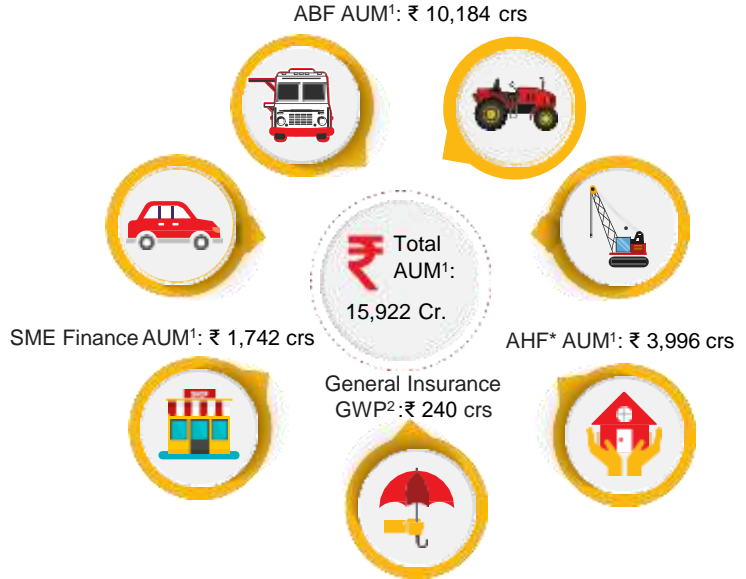 ABF AUM¹: ₹ 10,184 crs
₹ Total
AUM¹:
15,922 Cr.
SME Finance AUM¹: ₹ 1,742 crs
AHF* AUM¹: ₹ 3,996 crs
General Insurance
GWP² :₹ 240 crs
SHOP